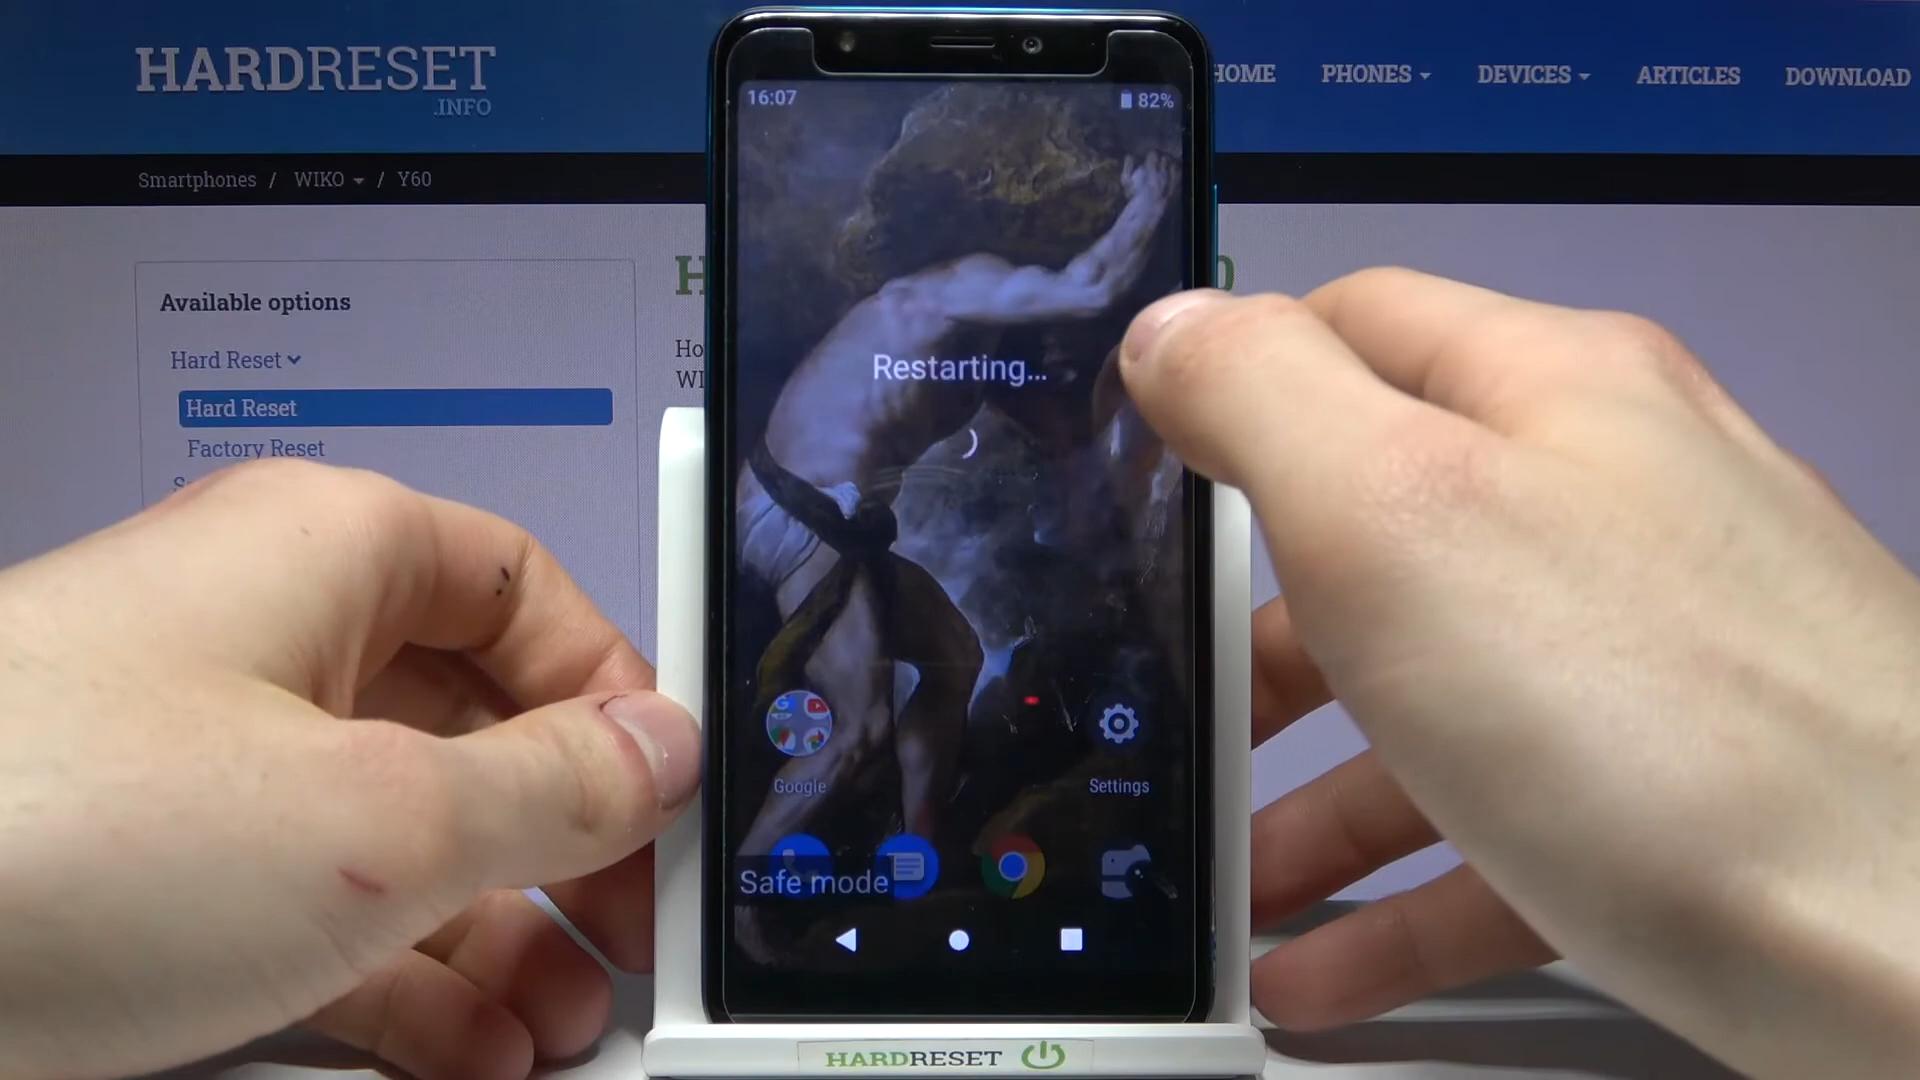 HARDRESET
.INFO
HOME PHONES DEVICES ARTICLES DOWNLOAD
Smartphones / WIKO / Y60
Available options
Hard Reset
Hard Reset
Factory Reset
16:07
82%
Restarting...
Google
Settings
Safe mode
HARDRESET